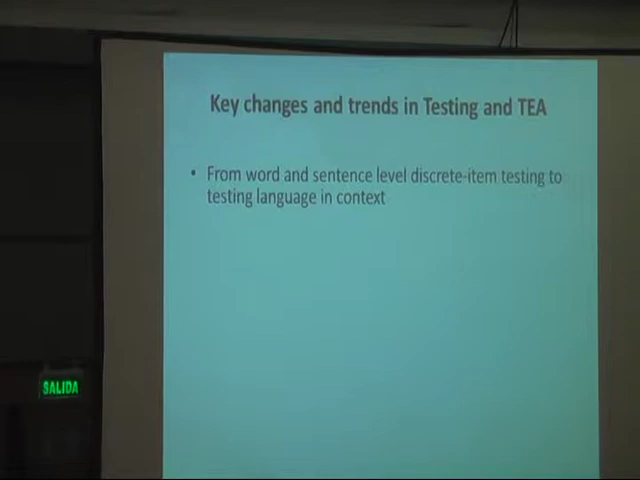 Key changes and trends in Testing and TEA
• From word and sentence level discrete-item testing to
testing language in context
SALIDA